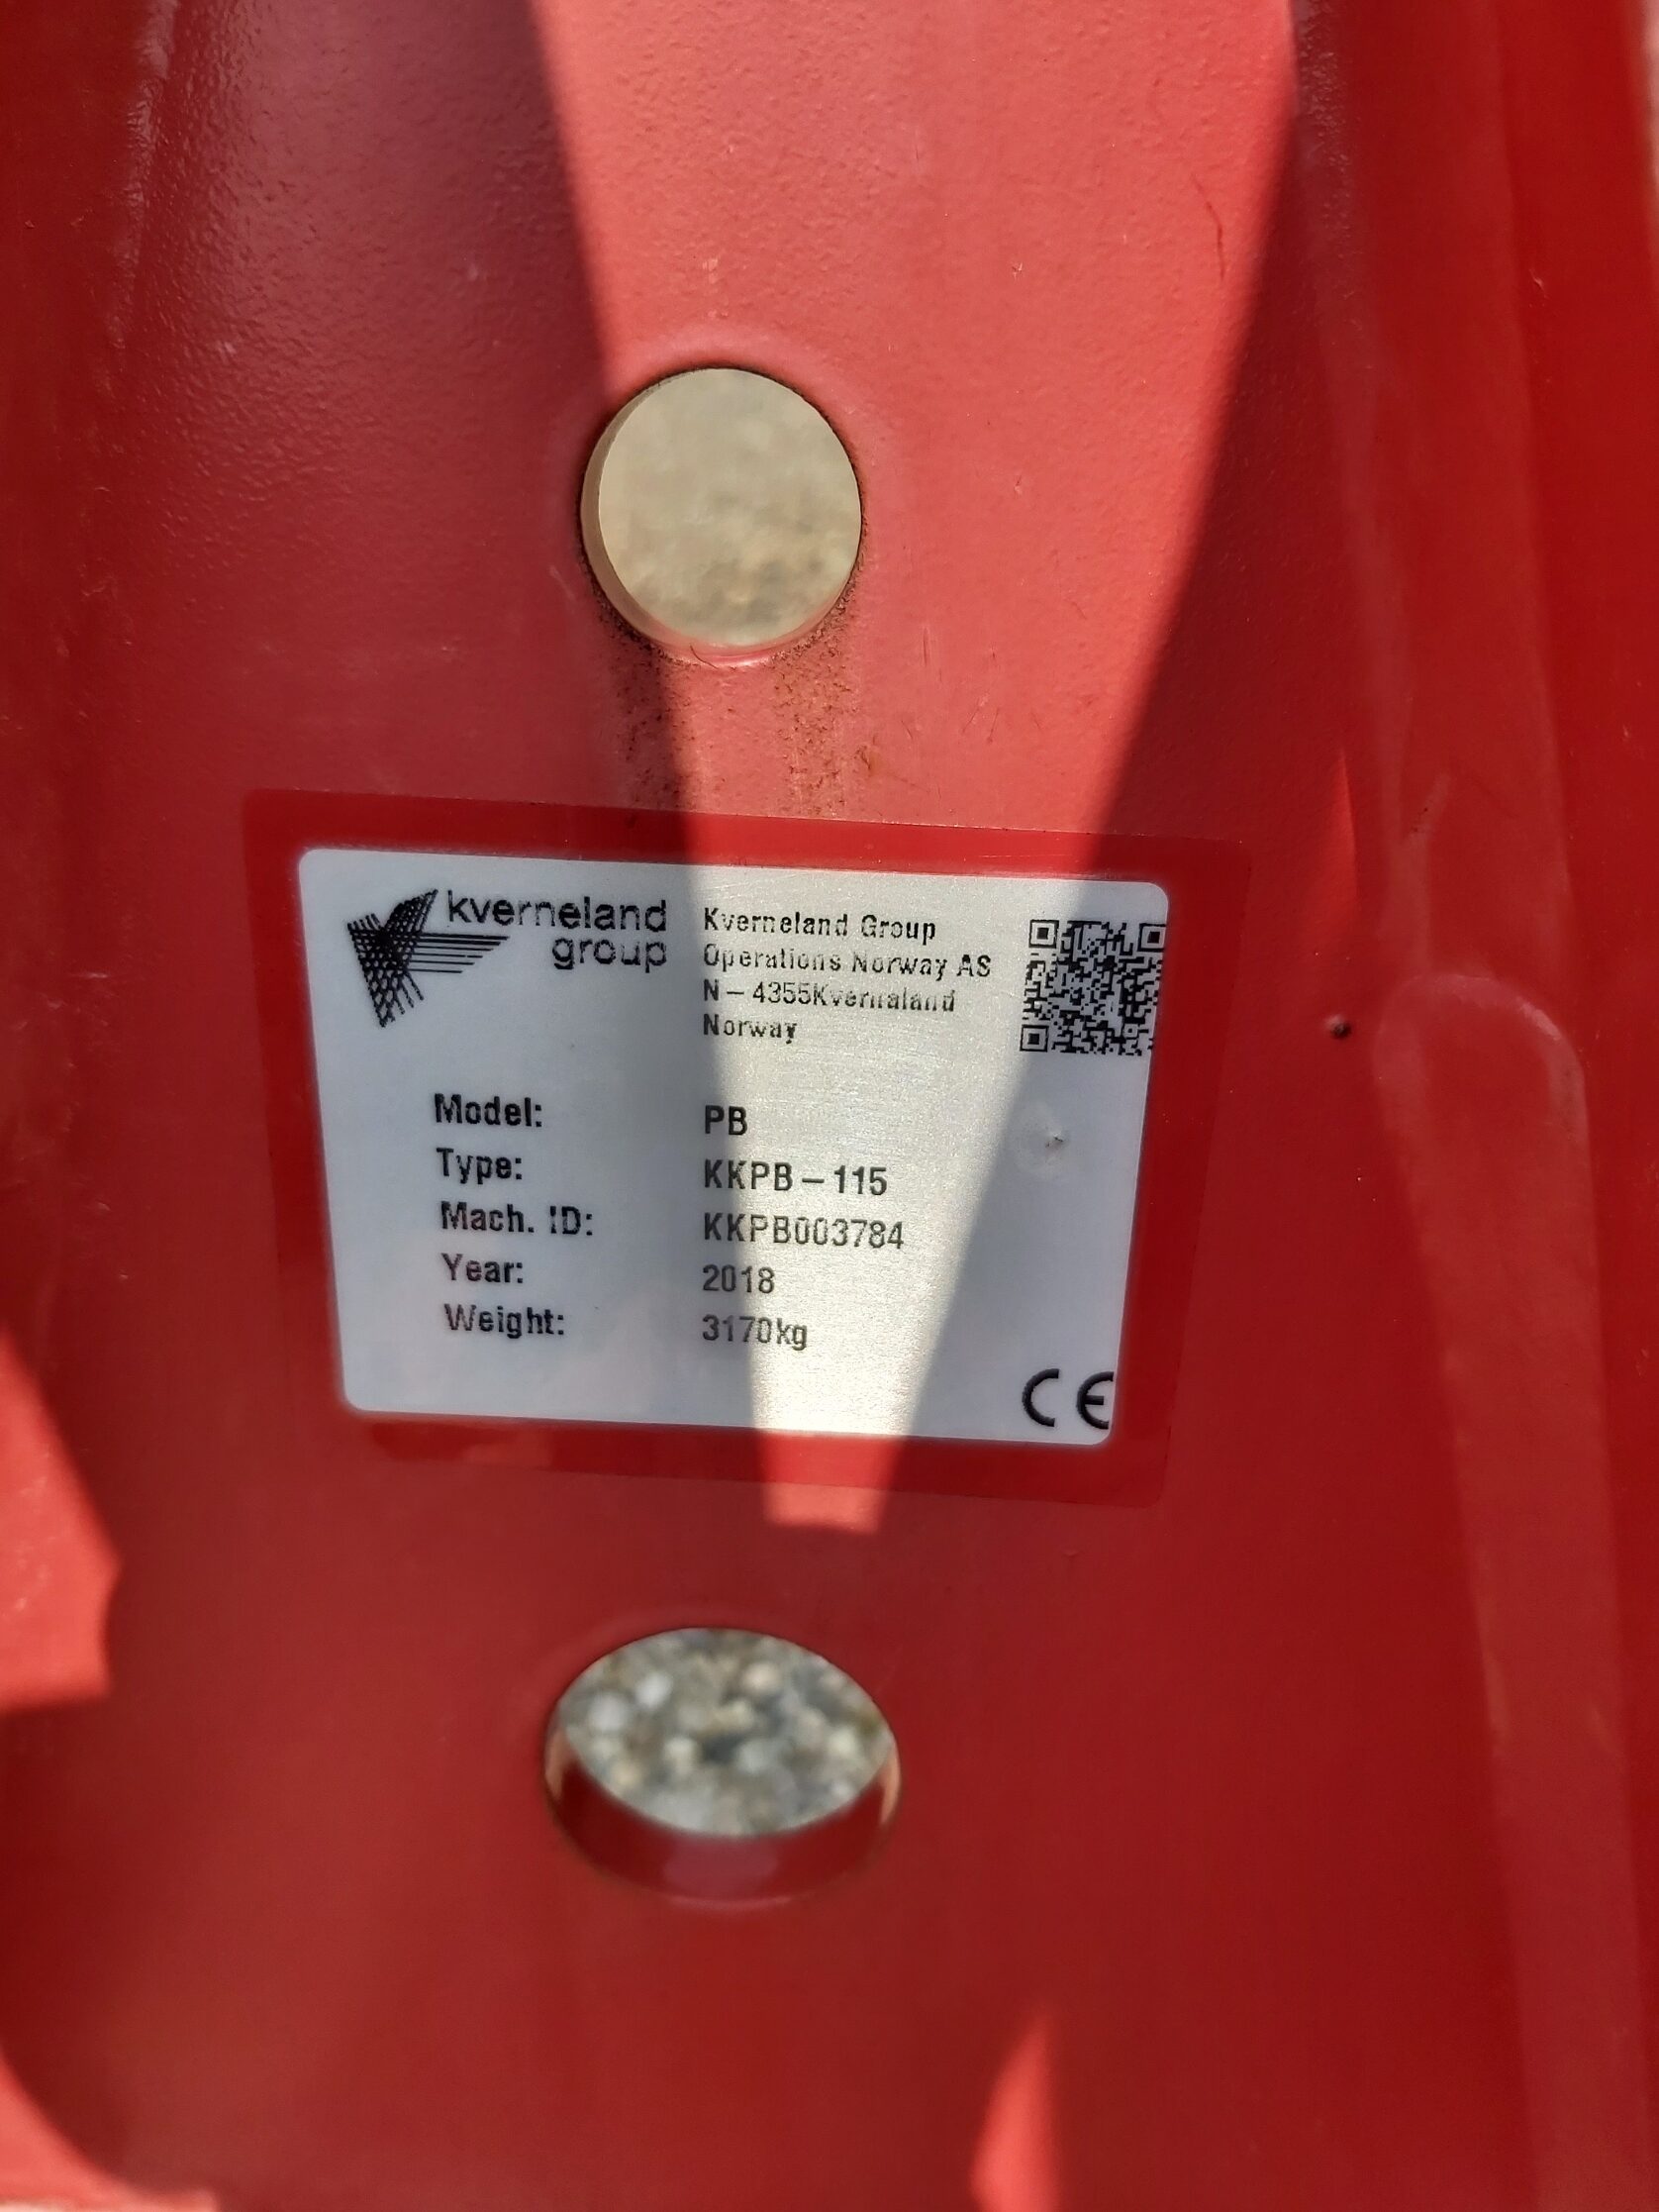 kverneland
group
Kverneland Group
Operations Norway AS
N-4355Kvernaland
Norway
Model: PB
Type: KKPB-115
Mach. ID: KKPB003784
Year: 2018
Weight: 3170kg
CE